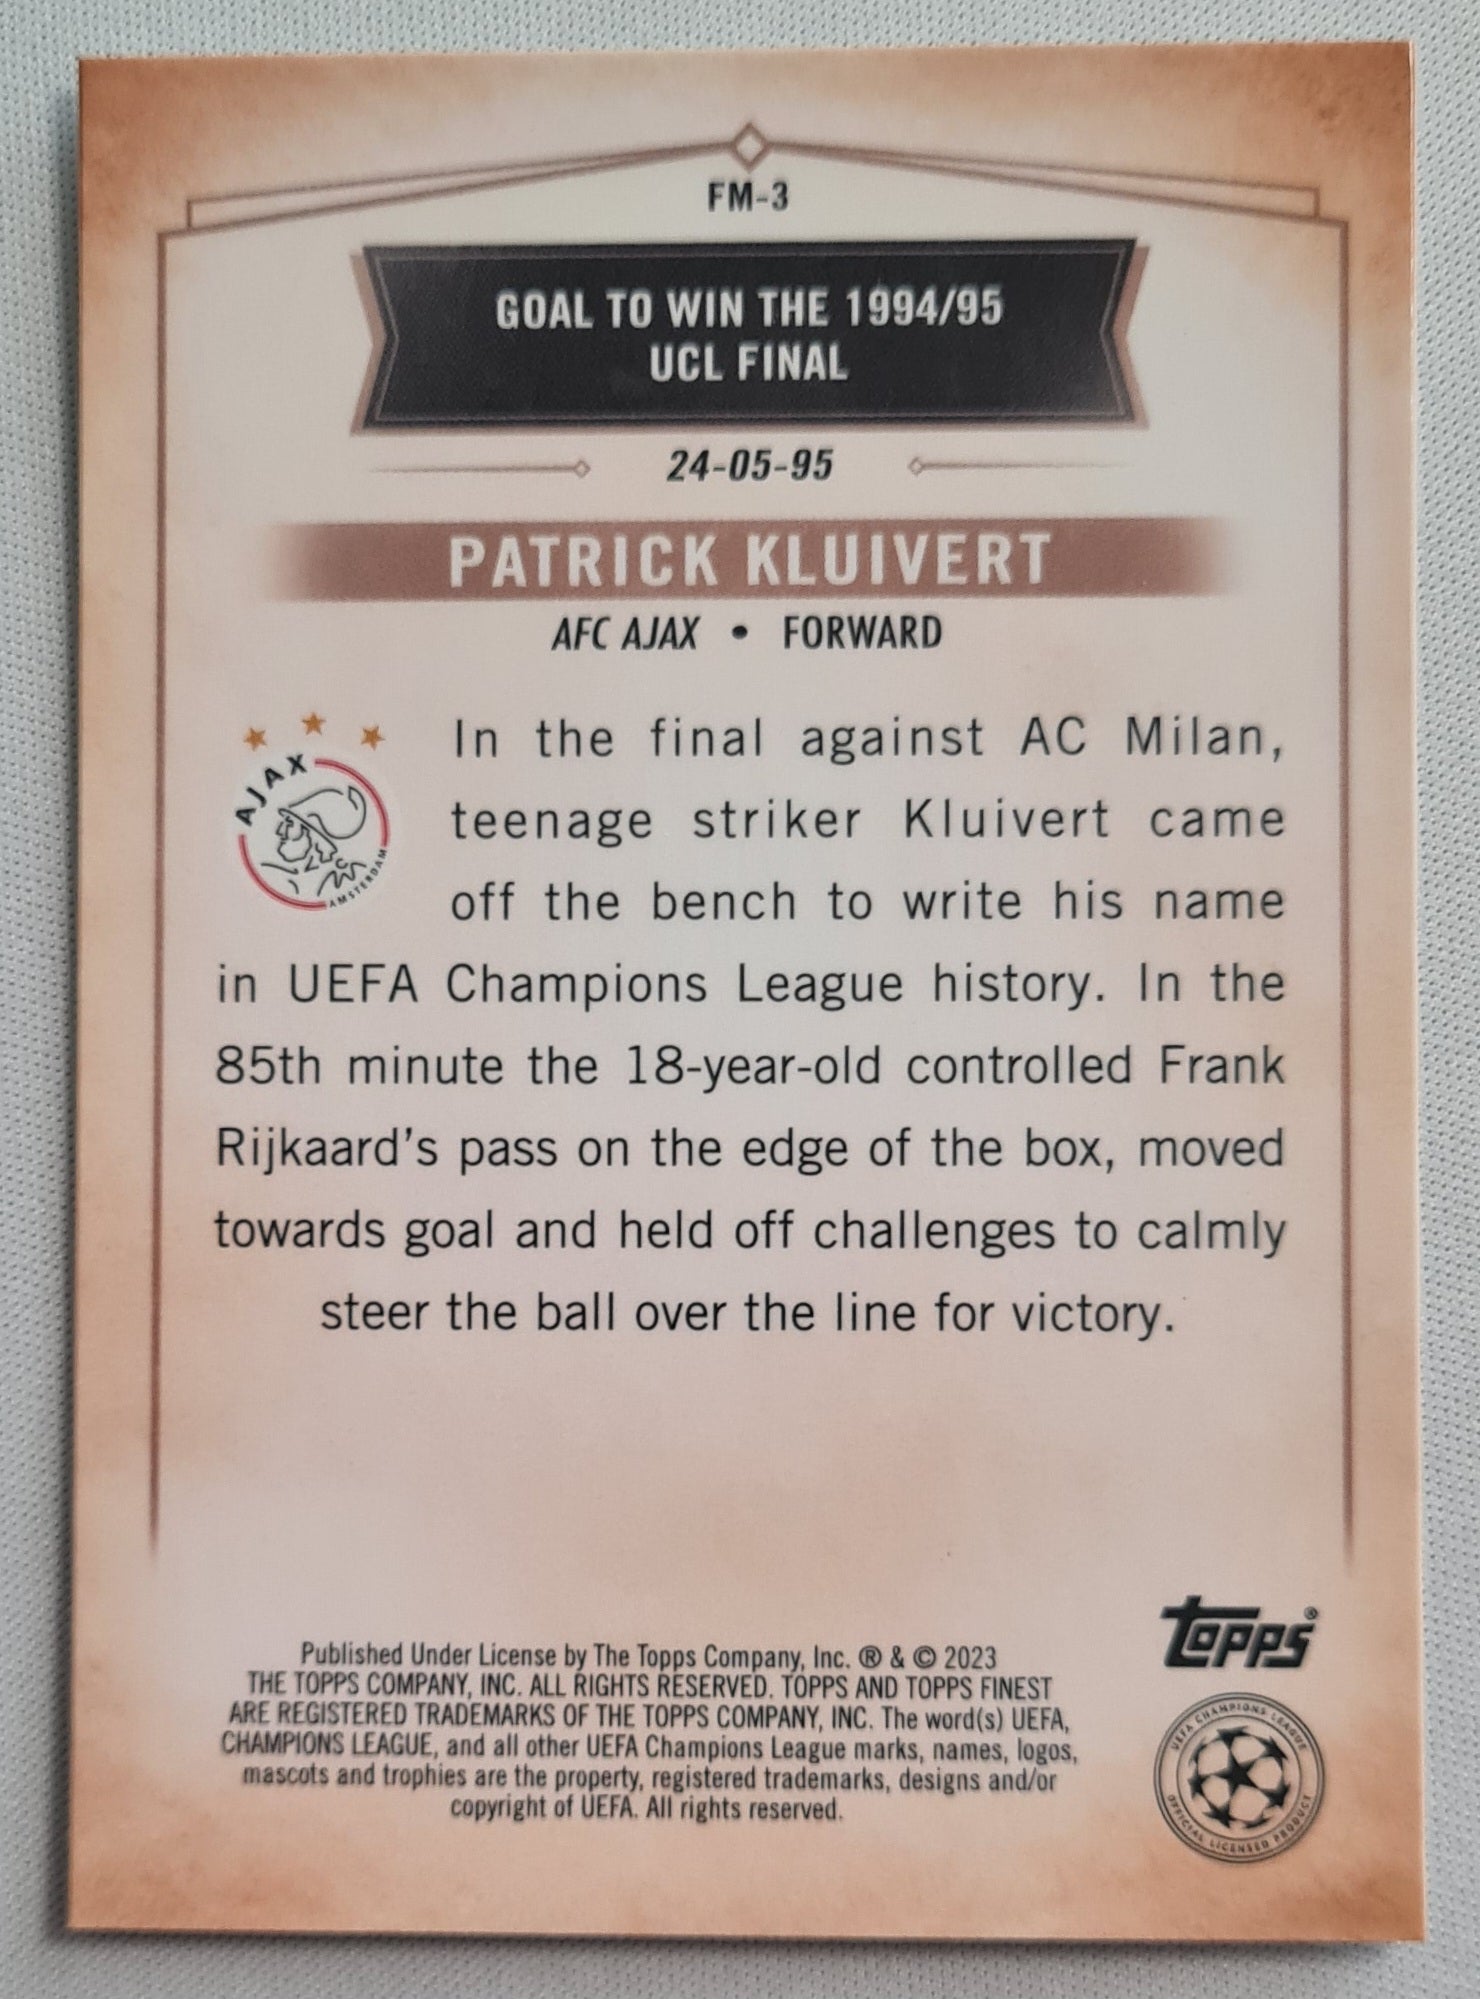 FM-3
GOAL TO WIN THE 1994/95
UCL FINAL
24-05-95
PATRICK KLUIVERT
AFC AJAX • FORWARD
AJAX
AMSTERDAM
In the final against AC Milan,
teenage striker Kluivert came
off the bench to write his name
in UEFA Champions League history. In the
85th minute the 18-year-old controlled Frank
Rijkaard's pass on the edge of the box, moved
towards goal and held off challenges to calmly
steer the ball over the line for victory.
Published Under License by The Topps Company, Inc. ® & © 2023
THE TOPPS COMPANY, INC. ALL RIGHTS RESERVED. TOPPS AND TOPPS FINEST
ARE REGISTERED TRADEMARKS OF THE TOPPS COMPANY, INC. The word(s) UEFA,
CHAMPIONS LEAGUE, and all other UEFA Champions League marks, names, logos,
mascots and trophies are the property, registered trademarks, designs and/or
copyright of UEFA. All rights reserved.
Topps®
UEFA CHAMPIONS LEAGUE
OFFICIAL LICENSED PRODUCT